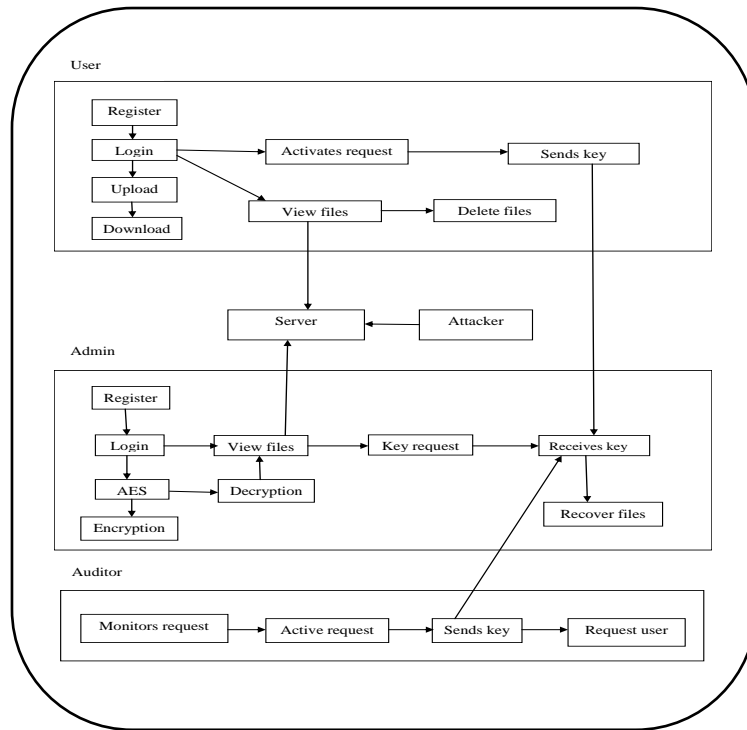 User
Register
Login
Activates request
Sends key
Upload
View files
Delete files
Download
Server
Attacker
Admin
Register
Login
View files
Key request
Receives key
AES
Decryption
Recover files
Encryption
Auditor
Monitors request
Active request
Sends key
Request user